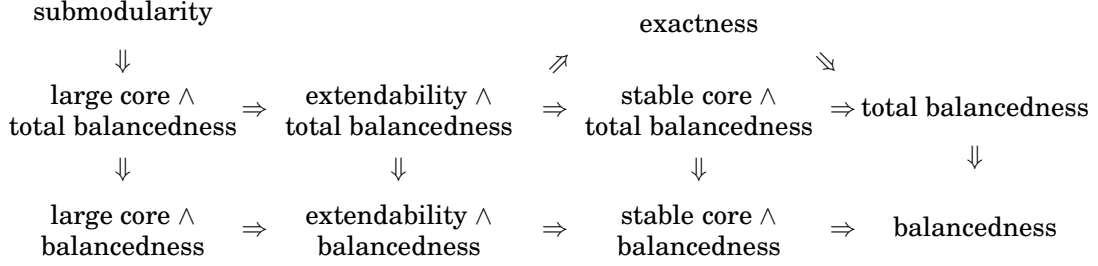 submodularity
exactness
⇓ ⇗ ⇘
large core ∧ extendability ∧ stable core ∧
total balancedness ⇒ total balancedness ⇒ total balancedness ⇒ total balancedness
⇓ ⇓ ⇓ ⇓
large core ∧ extendability ∧ stable core ∧
balancedness ⇒ balancedness ⇒ balancedness ⇒ balancedness